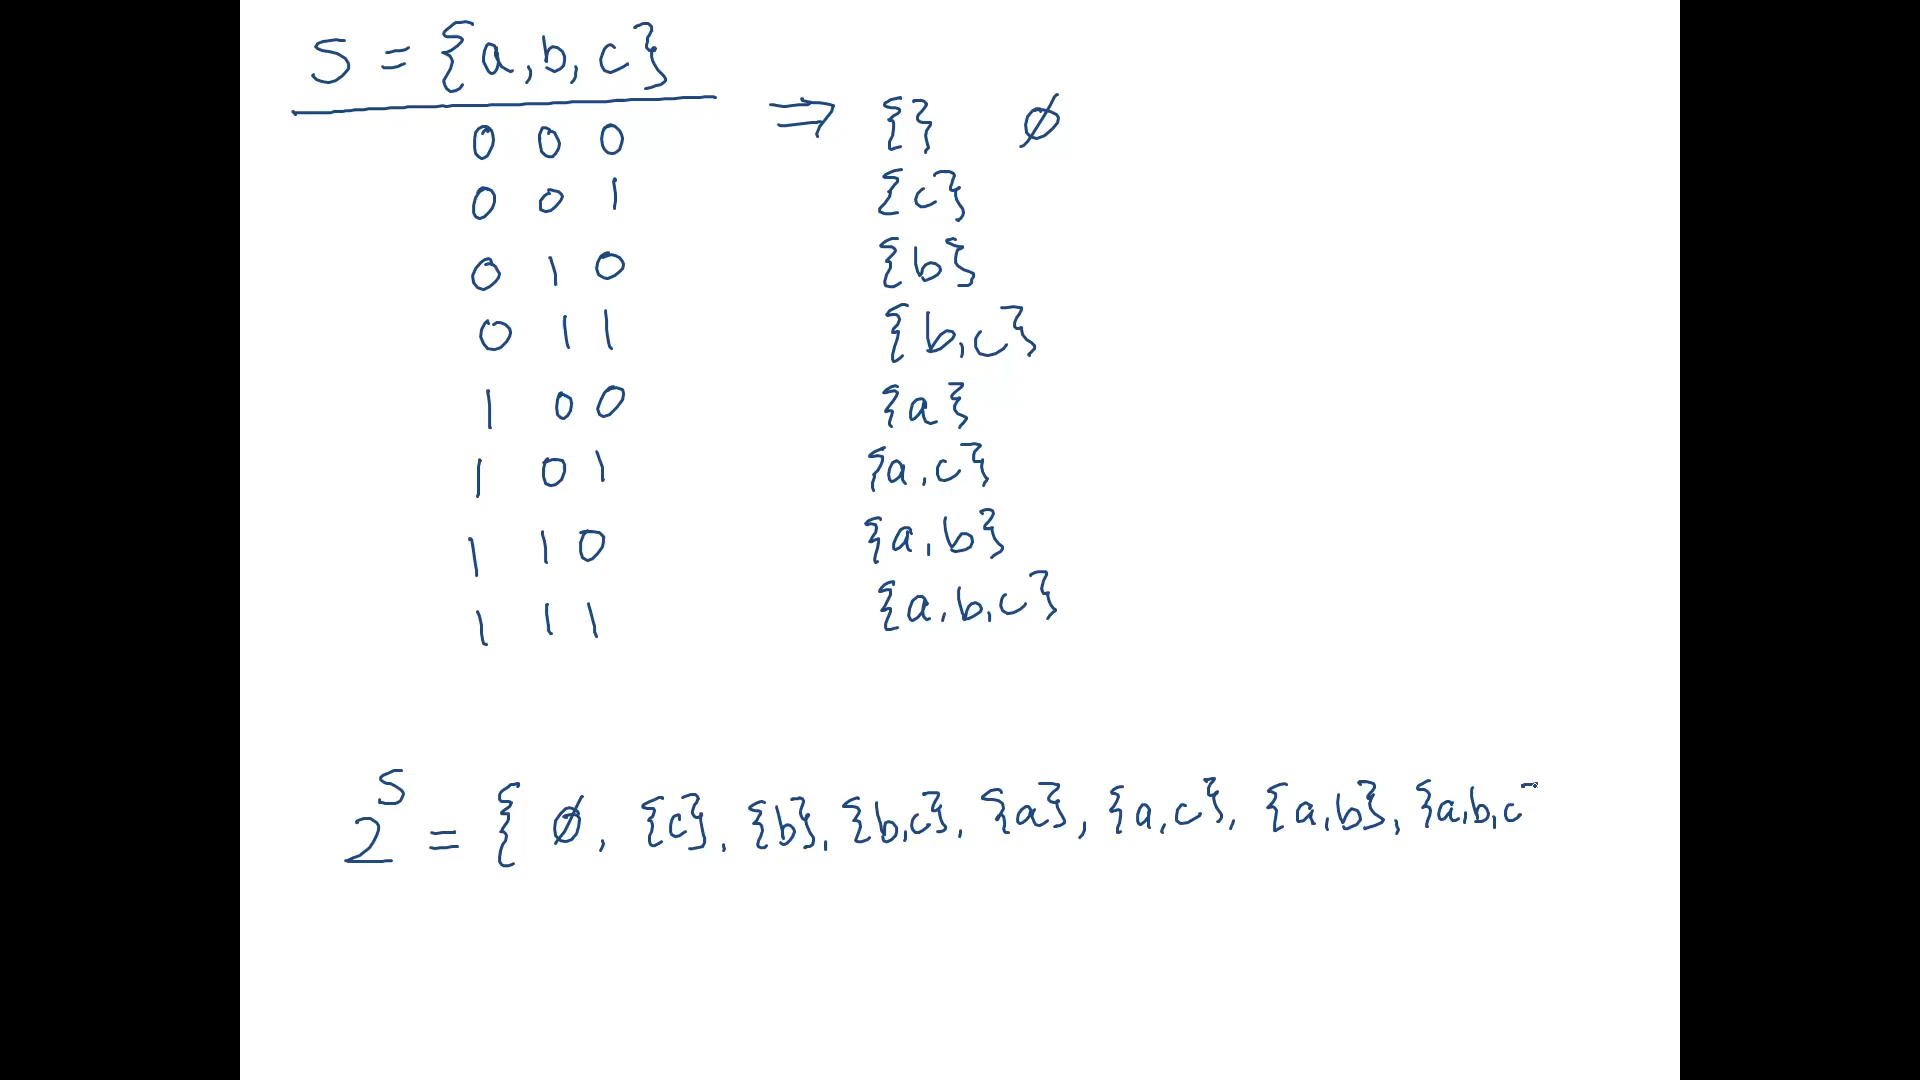 S = {a, b, c}
0 0 0 ⇒ {} ∅
0 0 1 {c}
0 1 0 {b}
0 1 1 {b, c}
1 0 0 {a}
1 0 1 {a, c}
1 1 0 {a, b}
1 1 1 {a, b, c}
2^S = { ∅, {c}, {b}, {b, c}, {a}, {a, c}, {a, b}, {a, b, c